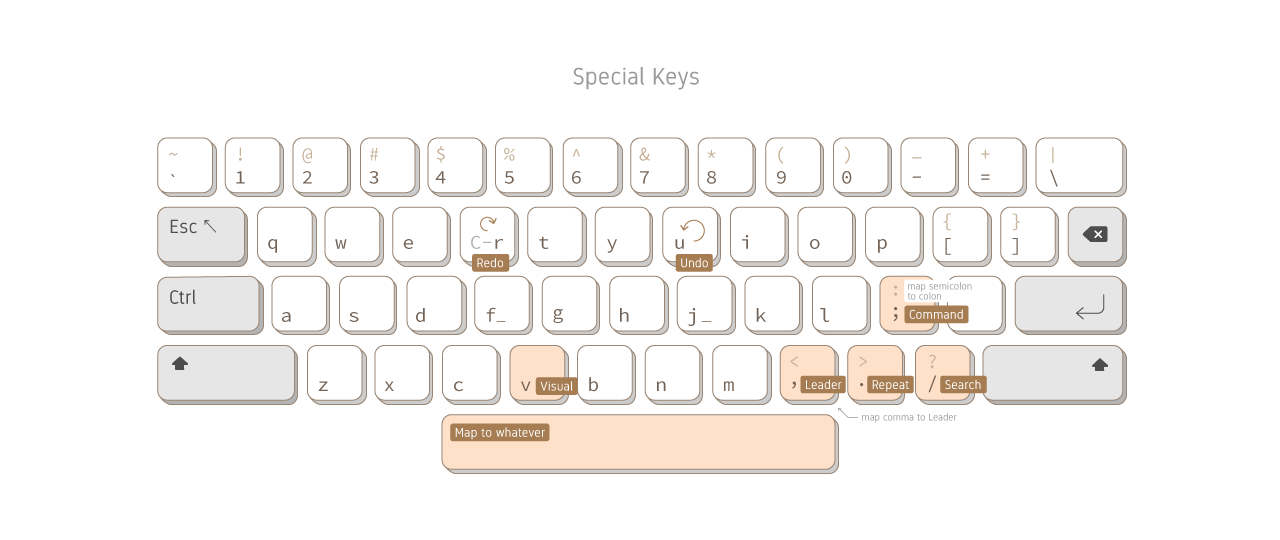 Special Keys
~ ! @ # $ % ^ & * ( ) _ + |
` 1 2 3 4 5 6 7 8 9 0 - = \
{ }
Esc q w e C-r t y u i o p [ ]
Redo Undo
Ctrl a s d f_ g h j_ k l : ;
map semicolon
to colon
Command
< > ?
z x c v b n m , . /
Visual Leader Repeat Search
map comma to Leader
Map to whatever